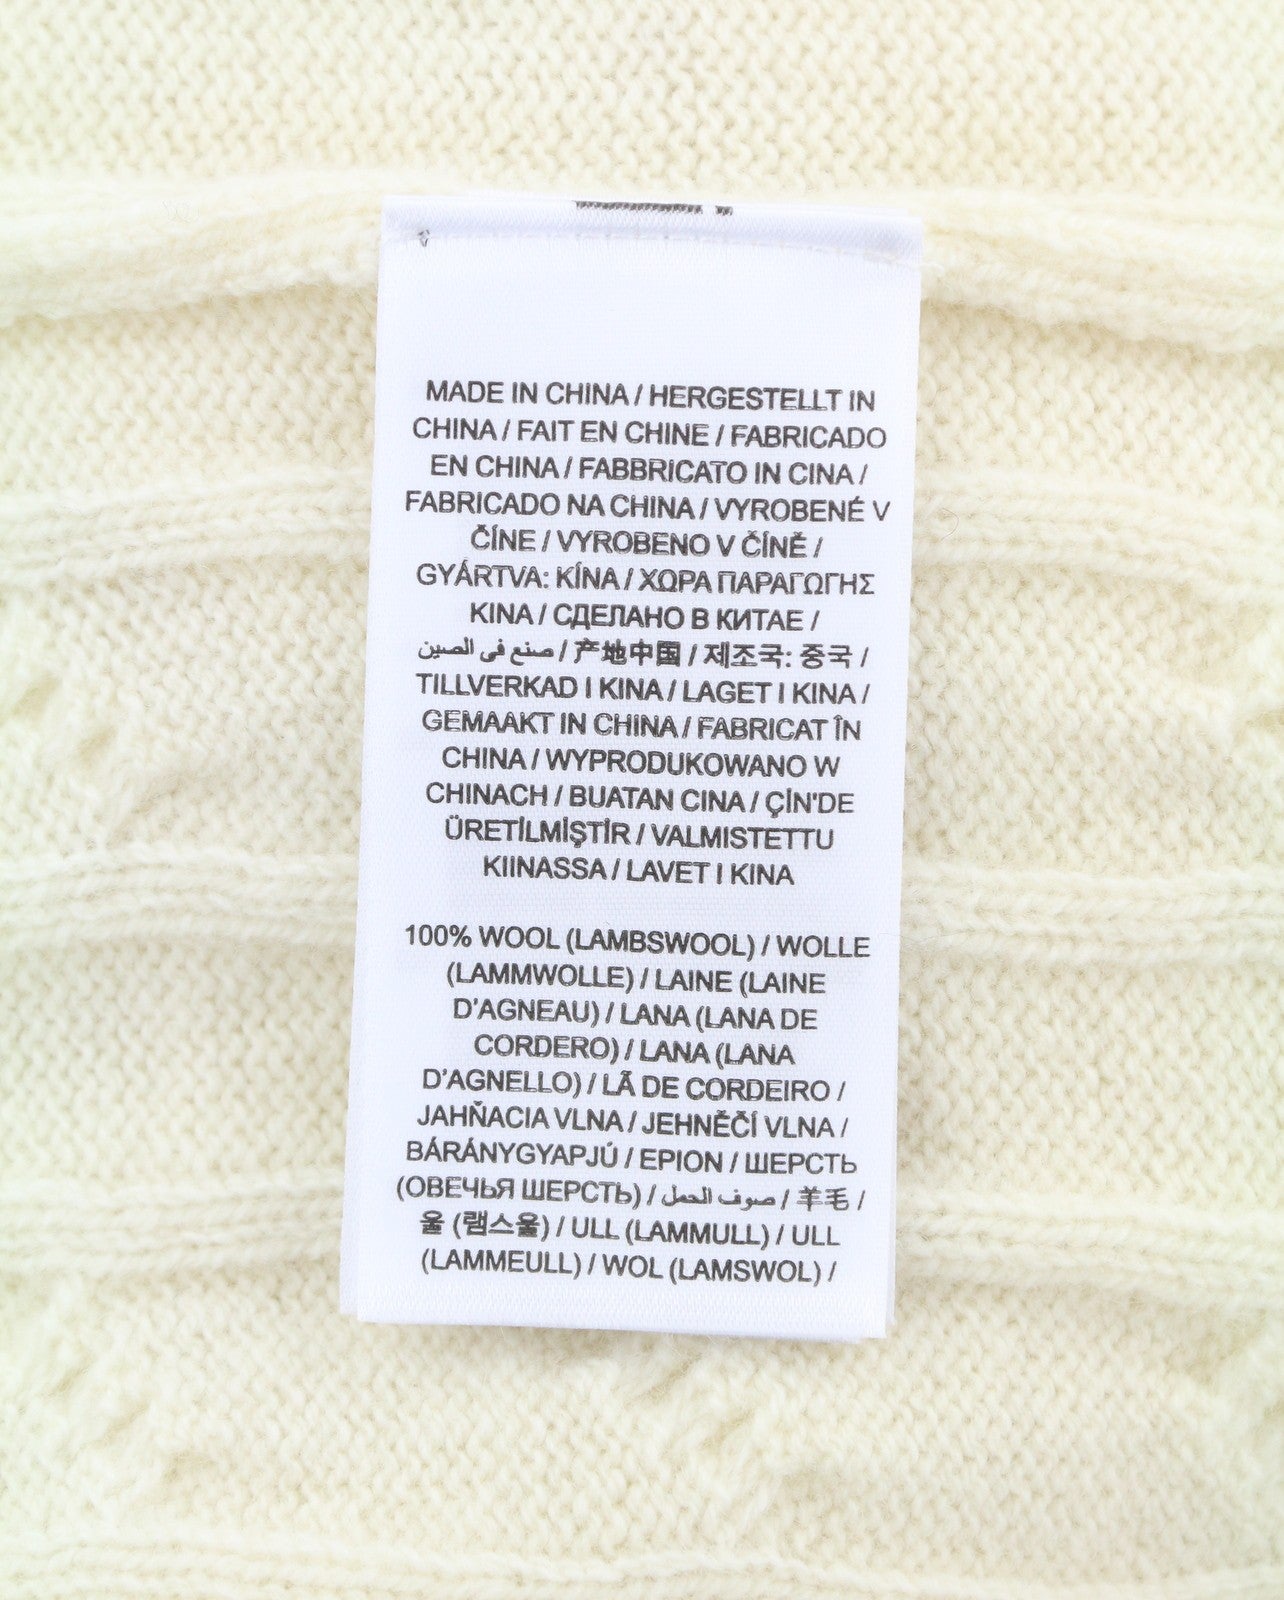 MADE IN CHINA / HERGESTELLT IN
CHINA / FAIT EN CHINE / FABRICADO
EN CHINA / FABBRICATO IN CINA /
FABRICADO NA CHINA / VYROBENÉ V
ČÍNE / VYROBENO V ČÍNĚ /
GYÁRTVA: KÍNA / ΧΩΡΑ ΠΑΡΑΓΩΓΗΣ
KINA / СДЕЛАНО В КИТАЕ /
صنع في الصين / 产地中国 / 제조국: 중국 /
TILLVERKAD I KINA / LAGET I KINA /
GEMAAKT IN CHINA / FABRICAT ÎN
CHINA / WYPRODUKOWANO W
CHINACH / BUATAN CINA / ÇİN'DE
ÜRETİLMİŞTİR / VALMISTETTU
KIINASSA / LAVET I KINA
100% WOOL (LAMBSWOOL) / WOLLE
(LAMMWOLLE) / LAINE (LAINE
D'AGNEAU) / LANA (LANA DE
CORDERO) / LANA (LANA
D'AGNELLO) / LÃ DE CORDEIRO /
JAHŇACIA VLNA / JEHNĚČÍ VLNA /
BÁRÁNYGYAPJÚ / ΕΡΙΟΝ / ШЕРСТЬ
(ОВЕЧЬЯ ШЕРСТЬ) / صوف الحمل / 羊毛 /
울 (램스울) / ULL (LAMMULL) / ULL
(LAMMEULL) / WOL (LAMSWOL) /